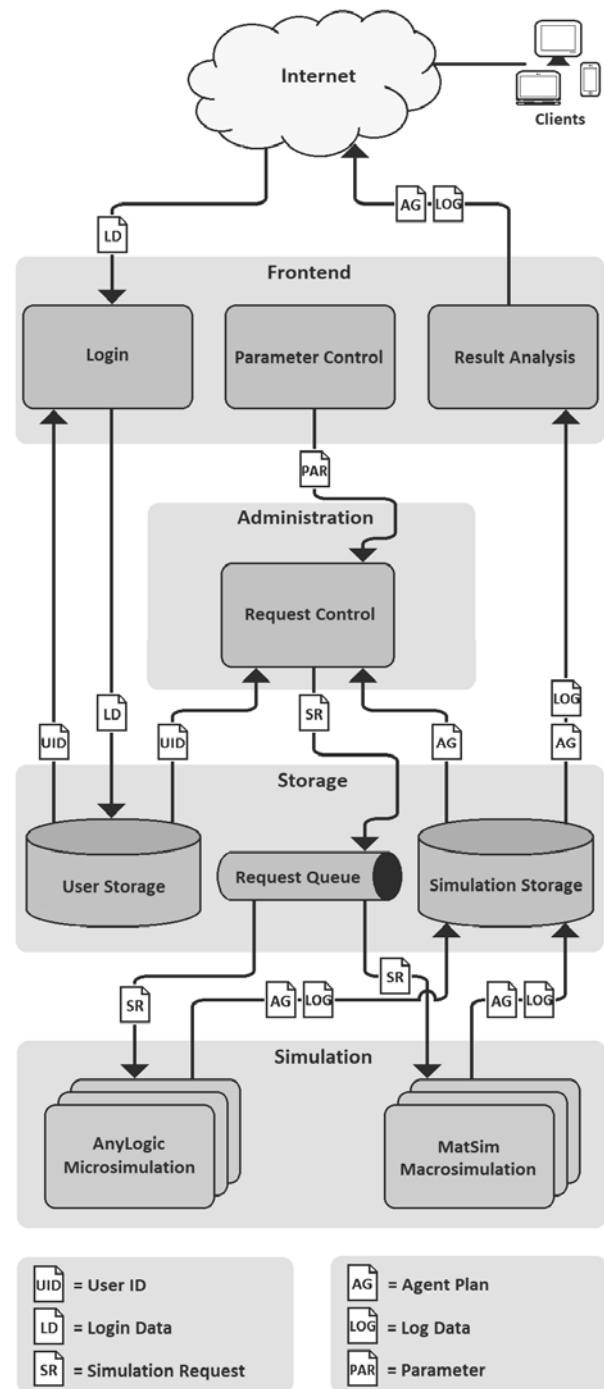 Internet
Clients
AG LOG
LD
Frontend
Login
Parameter Control
Result Analysis
PAR
Administration
Request Control
LOG
UID
LD
UID
SR
AG
AG
Storage
User Storage
Request Queue
Simulation Storage
SR
AG LOG
SR
AG LOG
Simulation
AnyLogic
Microsimulation
MatSim
Macrosimulation
UID = User ID
LD = Login Data
SR = Simulation Request
AG = Agent Plan
LOG = Log Data
PAR = Parameter